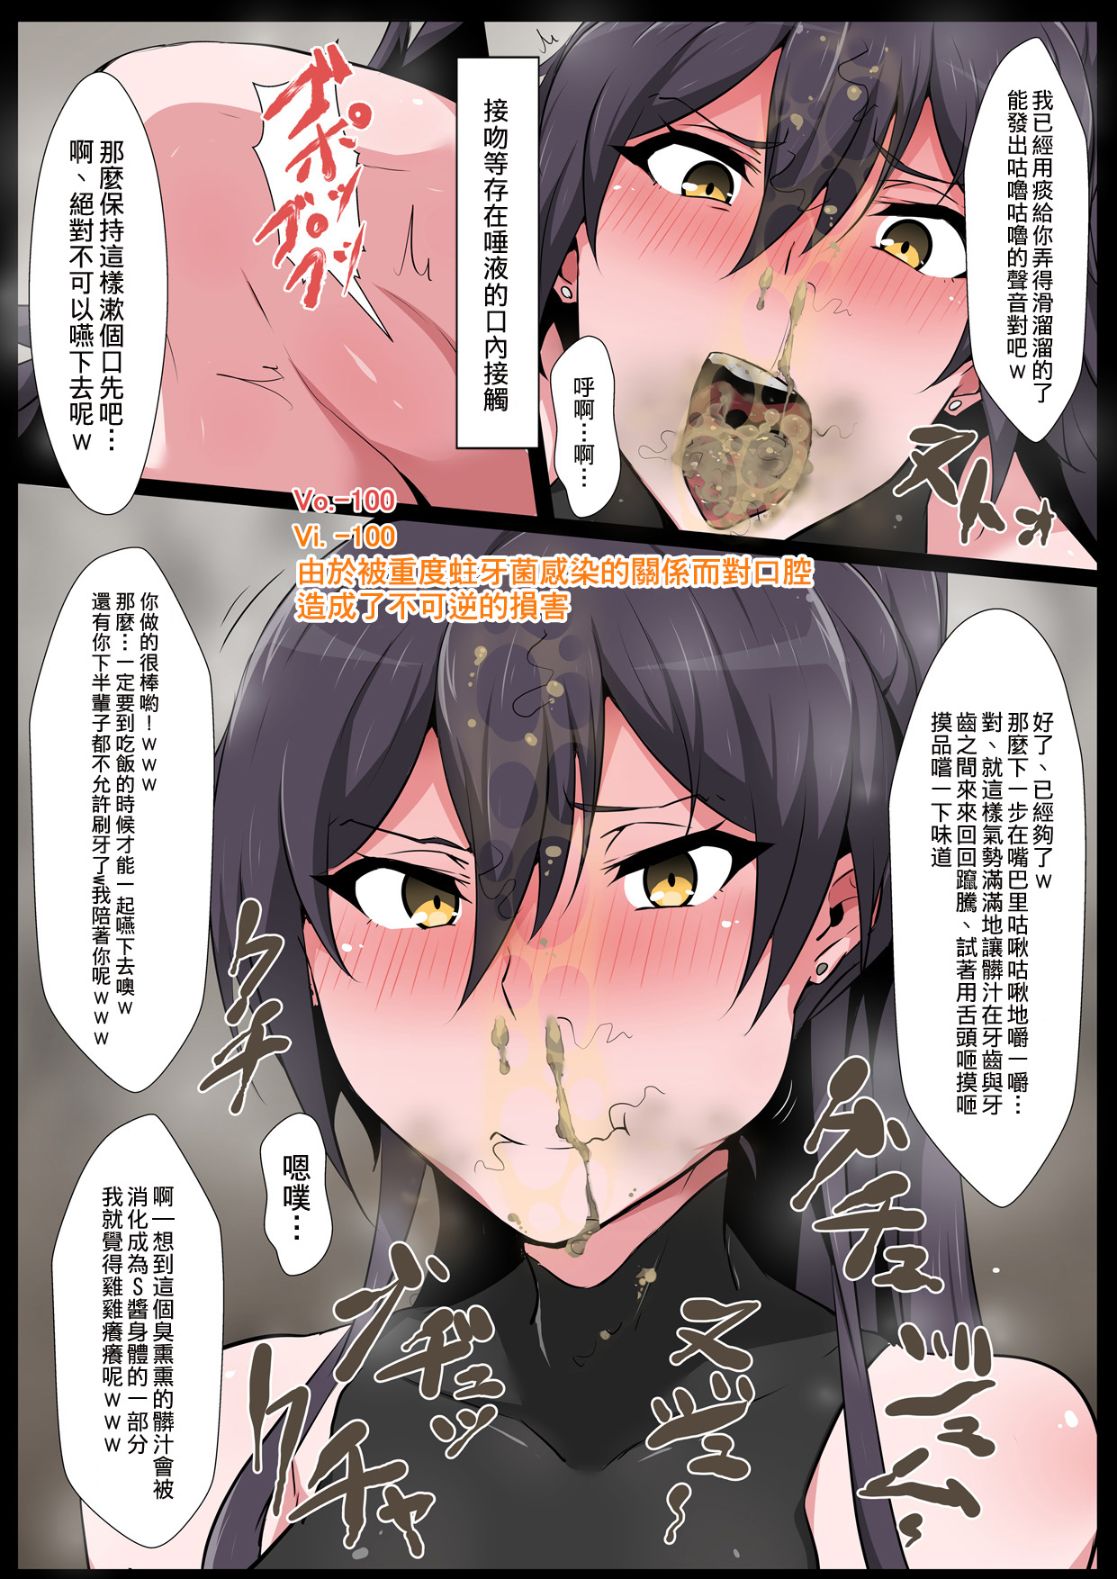 我已經用痰給你弄得滑溜溜的了
能發出咕嚕咕嚕的聲音對吧w
呼啊…啊…
接吻等存在唾液的口內接觸
那麼保持這樣漱個口先吧…
啊、絕對不可以嚥下去呢w
Vo.-100
Vi.-100
由於被重度蛀牙菌感染的關係而對口腔
造成了不可逆的損害
好了、已經夠了w
那麼下一步在嘴巴里咕啾咕啾地嚼一嚼…
對、就這樣氣勢滿滿地讓髒汁在牙齒與牙
齒之間來來回回躥騰、試著用舌頭咂摸咂
摸品嚐一下味道
你做的很棒喲！www
那麼…一定要到吃飯的時候才能一起嚥下去噢w
還有你下半輩子都不允許刷牙了w我陪著你呢www
嗯噗…
啊一想到這個臭熏熏的髒汁會被
消化成為S醬身體的一部分
我就覺得雞雞癢癢呢www